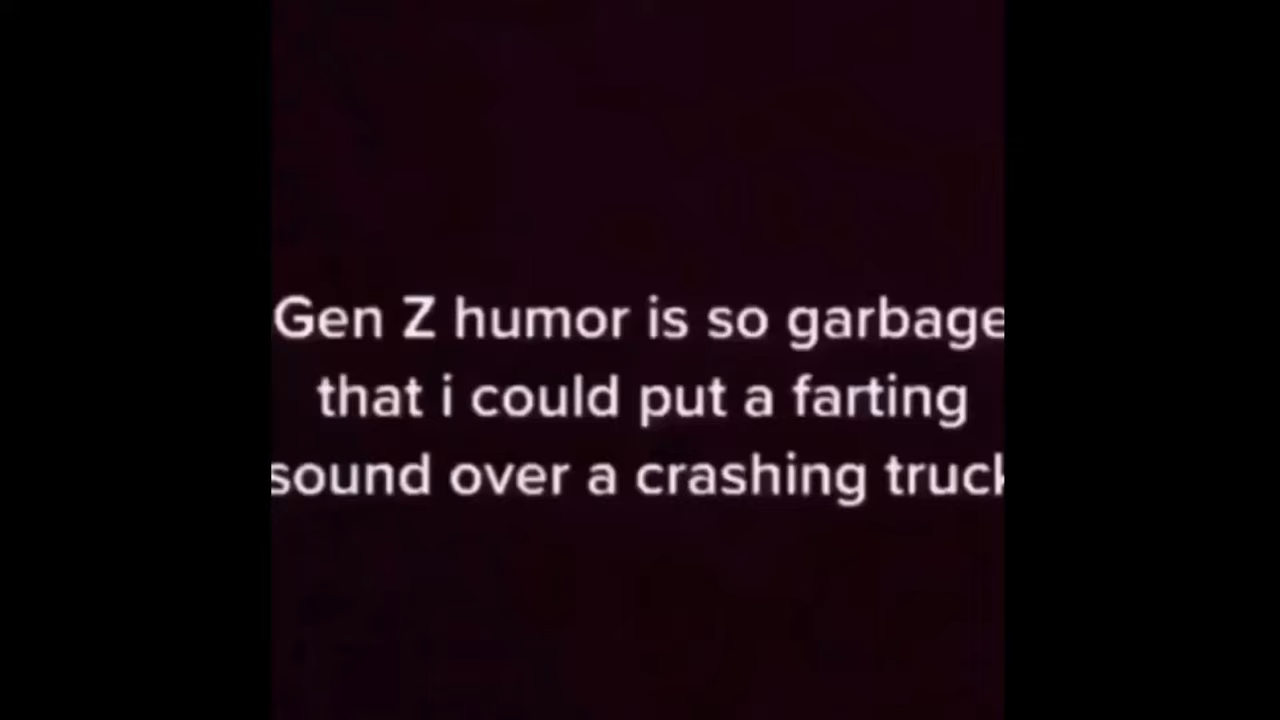 Gen Z humor is so garbage
that i could put a farting
sound over a crashing truck